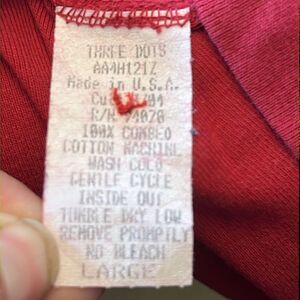 THREE DOTS
AA4H121Z
Made in U.S.A.
100% COMBED
COTTON MACHINE
WASH COLD
GENTLE CYCLE
INSIDE OUT
TUMBLE DRY LOW
REMOVE PROMPTLY
NO BLEACH
LARGE